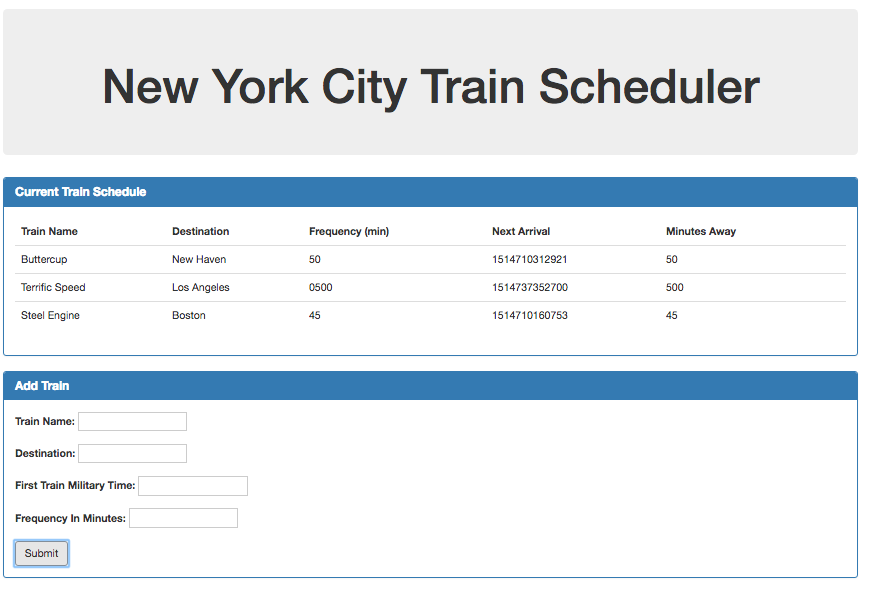 New York City Train Scheduler
Current Train Schedule
Train Name Destination Frequency (min) Next Arrival Minutes Away
Buttercup New Haven 50 1514710312921 50
Terrific Speed Los Angeles 0500 1514737352700 500
Steel Engine Boston 45 1514710160753 45
Add Train
Train Name:
Destination:
First Train Military Time:
Frequency In Minutes:
Submit